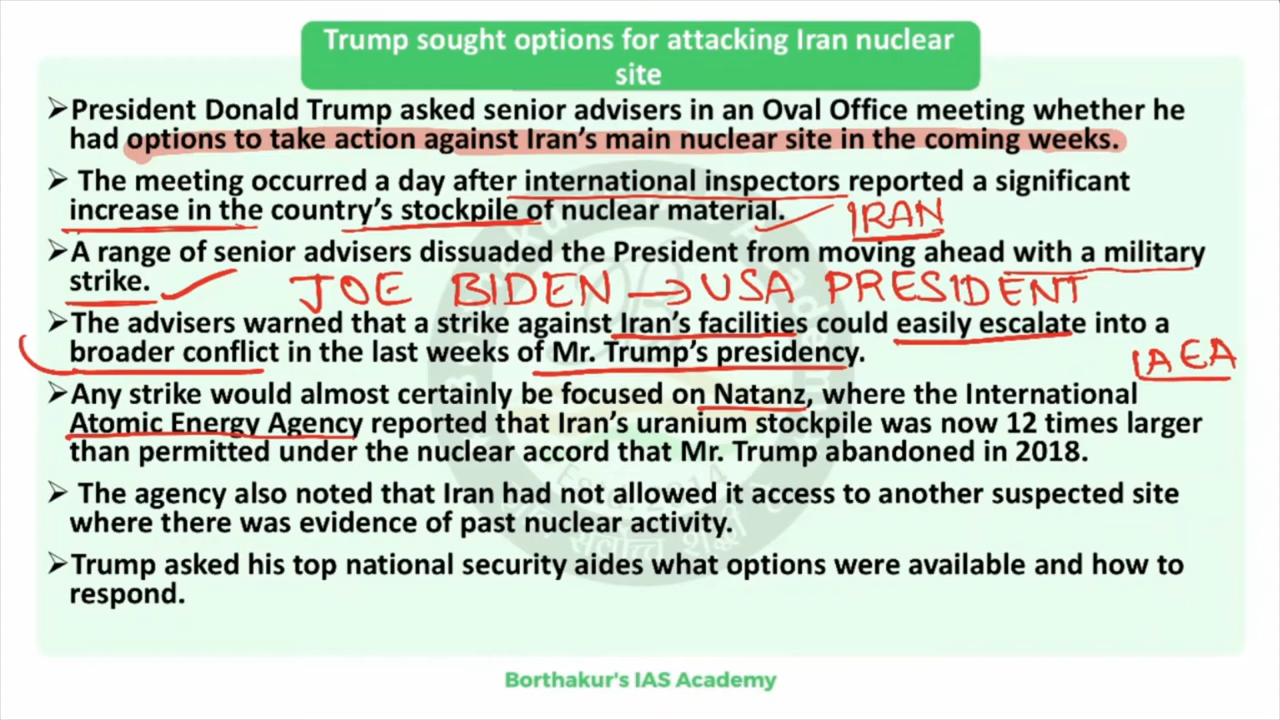 Trump sought options for attacking Iran nuclear
site
➢President Donald Trump asked senior advisers in an Oval Office meeting whether he
had options to take action against Iran's main nuclear site in the coming weeks.
➢ The meeting occurred a day after international inspectors reported a significant
increase in the country's stockpile of nuclear material.
IRAN
➢A range of senior advisers dissuaded the President from moving ahead with a military
strike.
JOE BIDEN → USA PRESIDENT
➢The advisers warned that a strike against Iran's facilities could easily escalate into a
broader conflict in the last weeks of Mr. Trump's presidency.
IAEA
➢Any strike would almost certainly be focused on Natanz, where the International
Atomic Energy Agency reported that Iran's uranium stockpile was now 12 times larger
than permitted under the nuclear accord that Mr. Trump abandoned in 2018.
➢ The agency also noted that Iran had not allowed it access to another suspected site
where there was evidence of past nuclear activity.
➢Trump asked his top national security aides what options were available and how to
respond.
Borthakur's IAS Academy